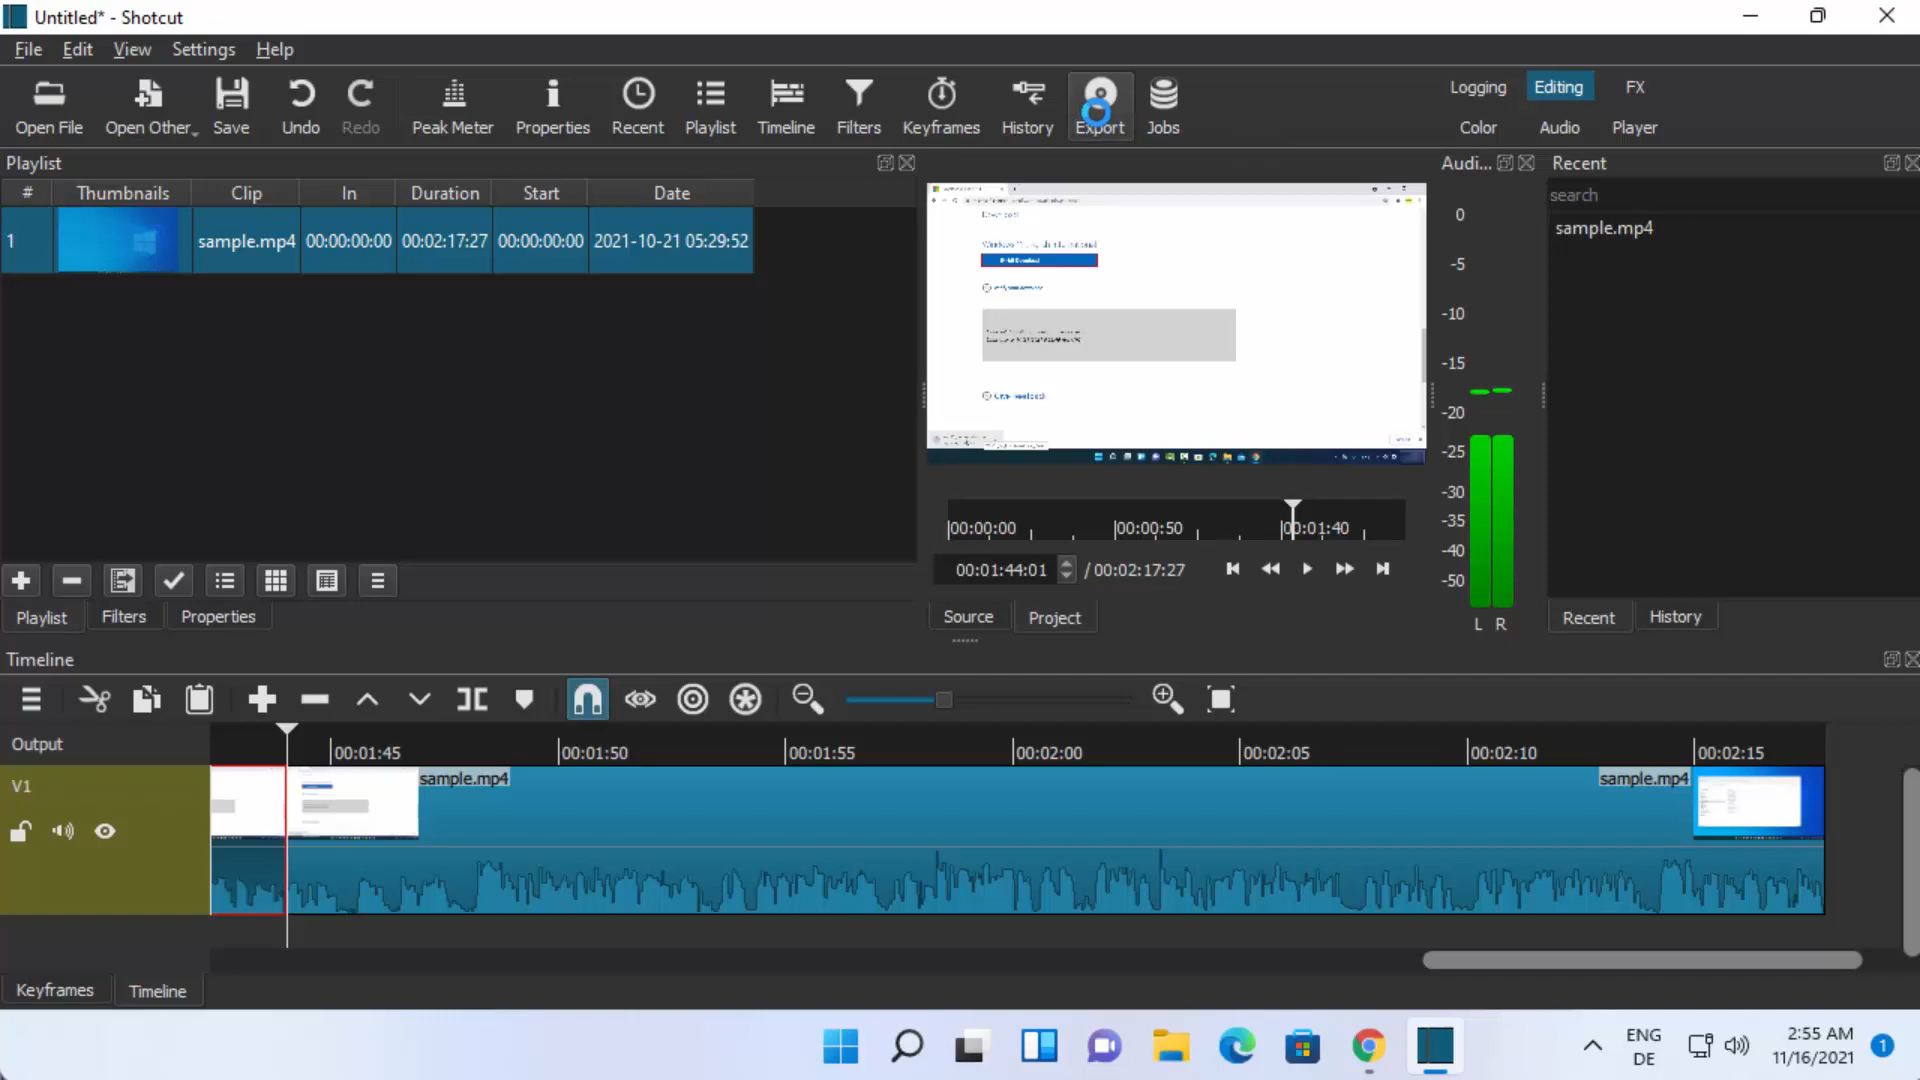 Untitled* - Shotcut
File Edit View Settings Help
Open File Open Other Save Undo Redo Peak Meter Properties Recent Playlist Timeline Filters Keyframes History Export Jobs
Logging Editing FX
Color Audio Player
Playlist
# Thumbnails Clip In Duration Start Date
1 sample.mp4 00:00:00:00 00:02:17:27 00:00:00:00 2021-10-21 05:29:52
Playlist Filters Properties
00:00:00 00:00:50 00:01:40
00:01:44:01 / 00:02:17:27
Source Project
Audi...
0
-5
-10
-15
-20
-25
-30
-35
-40
-50
L R
Recent
search
sample.mp4
Recent History
Timeline
Output 00:01:45 00:01:50 00:01:55 00:02:00 00:02:05 00:02:10 00:02:15
V1 sample.mp4 sample.mp4
Keyframes Timeline
ENG
DE
2:55 AM
11/16/2021
1